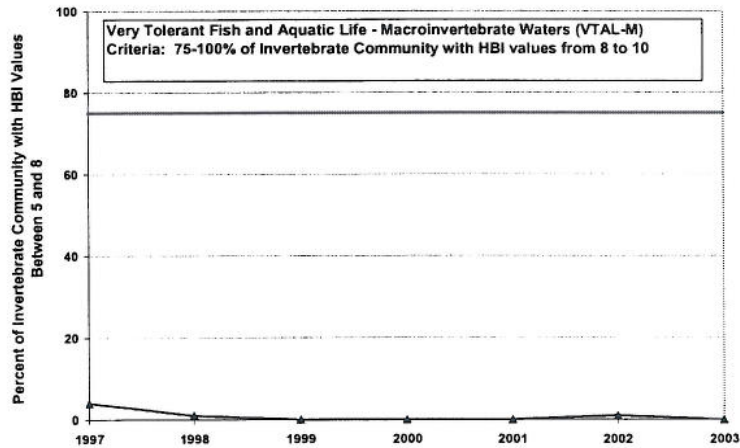 Very Tolerant Fish and Aquatic Life - Macroinvertebrate Waters (VTAL-M)
Criteria: 75-100% of Invertebrate Community with HBI values from 8 to 10
Percent of Invertebrate Community with HBI Values
Between 5 and 8
100
80
60
40
20
0
1997 1998 1999 2000 2001 2002 2003